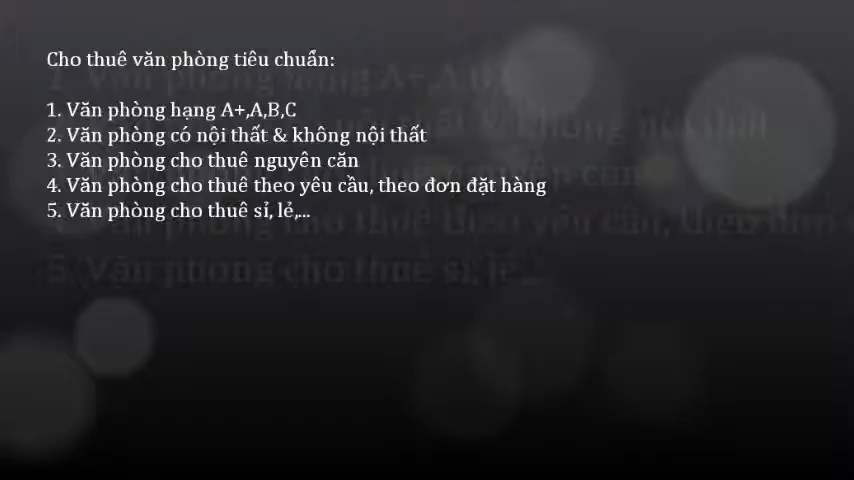 Cho thuê văn phòng tiêu chuẩn:
1. Văn phòng hạng A+,A,B,C
2. Văn phòng có nội thất & không nội thất
3. Văn phòng cho thuê nguyên căn
4. Văn phòng cho thuê theo yêu cầu, theo đơn đặt hàng
5. Văn phòng cho thuê sỉ, lẻ,...